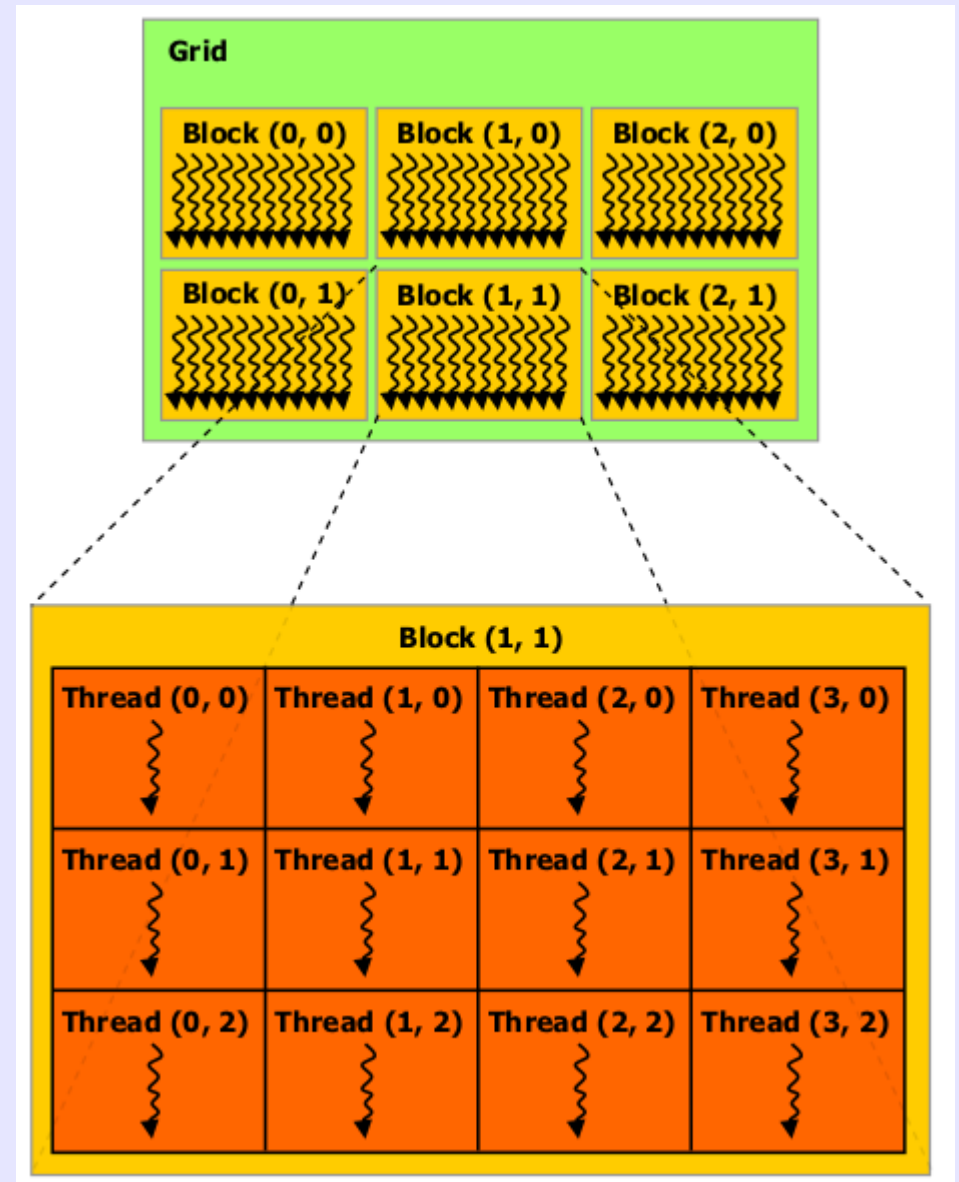 Grid
Block (0, 0) Block (1, 0) Block (2, 0)
Block (0, 1) Block (1, 1) Block (2, 1)
Block (1, 1)
Thread (0, 0) Thread (1, 0) Thread (2, 0) Thread (3, 0)
Thread (0, 1) Thread (1, 1) Thread (2, 1) Thread (3, 1)
Thread (0, 2) Thread (1, 2) Thread (2, 2) Thread (3, 2)